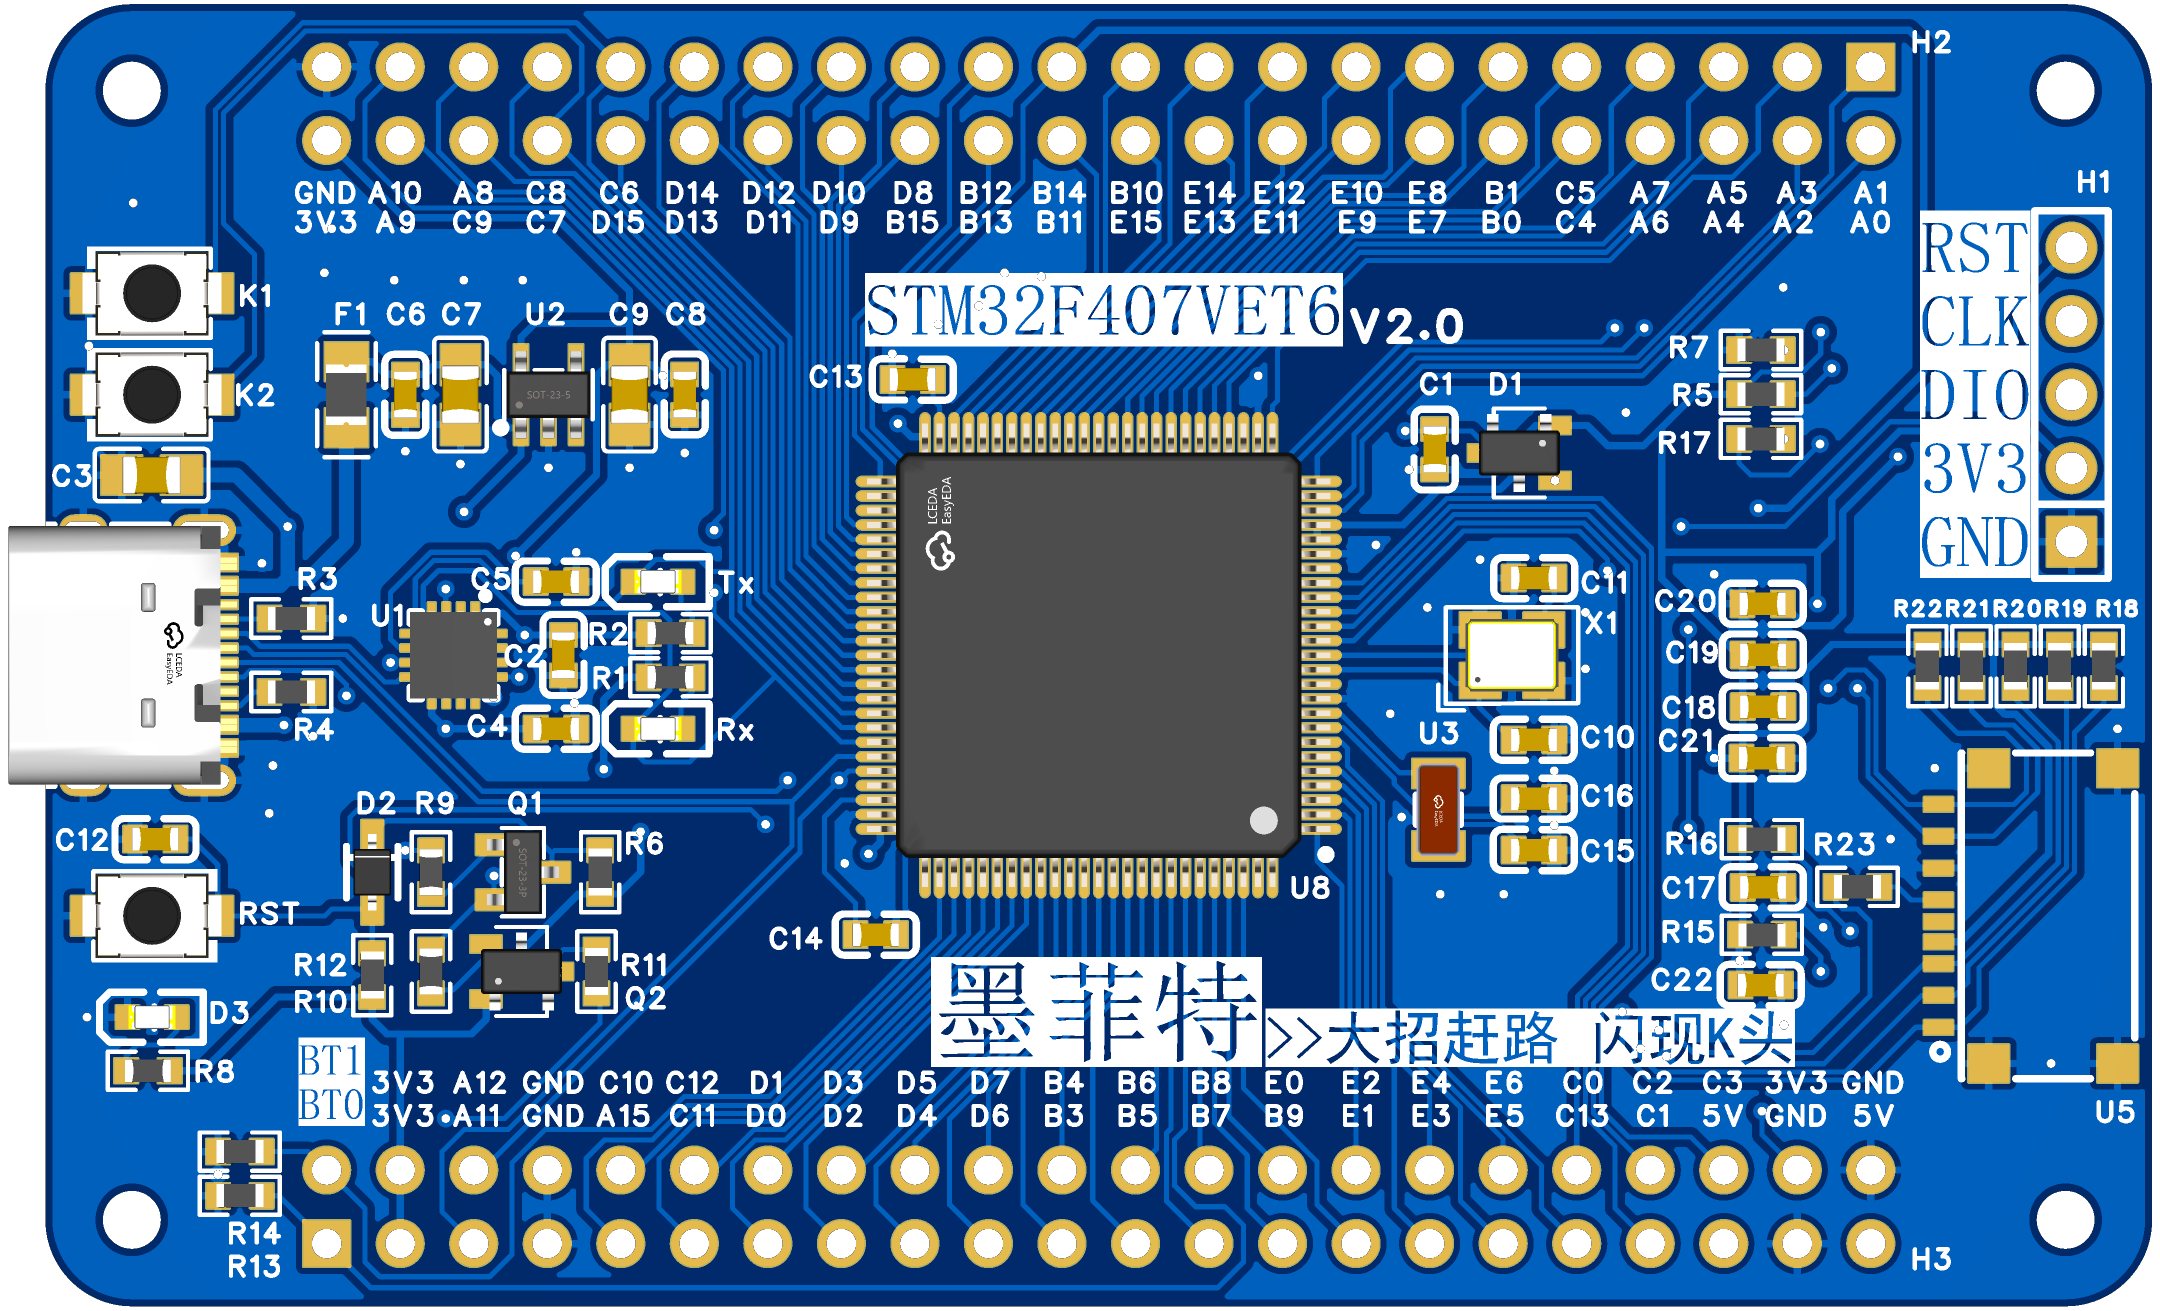 H2
GND A10 A8 C8 C6 D14 D12 D10 D8 B12 B14 B10 E14 E12 E10 E8 B1 C5 A7 A5 A3 A1
3V3 A9 C9 C7 D15 D13 D11 D9 B15 B13 B11 E15 E13 E11 E9 E7 B0 C4 A6 A4 A2 A0
H1
RST
CLK
DIO
3V3
GND
K1
K2
F1 C6 C7 U2 C9 C8
SOT-23-5
STM32F407VET6 V2.0
C13
C1 D1
R7
R5
R17
C3
LCEDA
EasyEDA
R3
R4
LCEDA
EasyEDA
U1
C5 Tx
C2 R2
R1
C4 Rx
C11
X1
U3
C10
C16
C15
C20
C19
C18
C21
R22 R21 R20 R19 R18
C12
RST
D2 R9 Q1
SOT-23-3P
R6
U8
R16 R23
C17
R15
C22
C14
R12
R10
R11
Q2
D3
R8
墨菲特 >>大招赶路 闪现K头
BT1
BT0
3V3 A12 GND C10 C12 D1 D3 D5 D7 B4 B6 B8 E0 E2 E4 E6 C0 C2 C3 3V3 GND
3V3 A11 GND A15 C11 D0 D2 D4 D6 B3 B5 B7 B9 E1 E3 E5 C13 C1 5V GND 5V
U5
R14
R13
H3